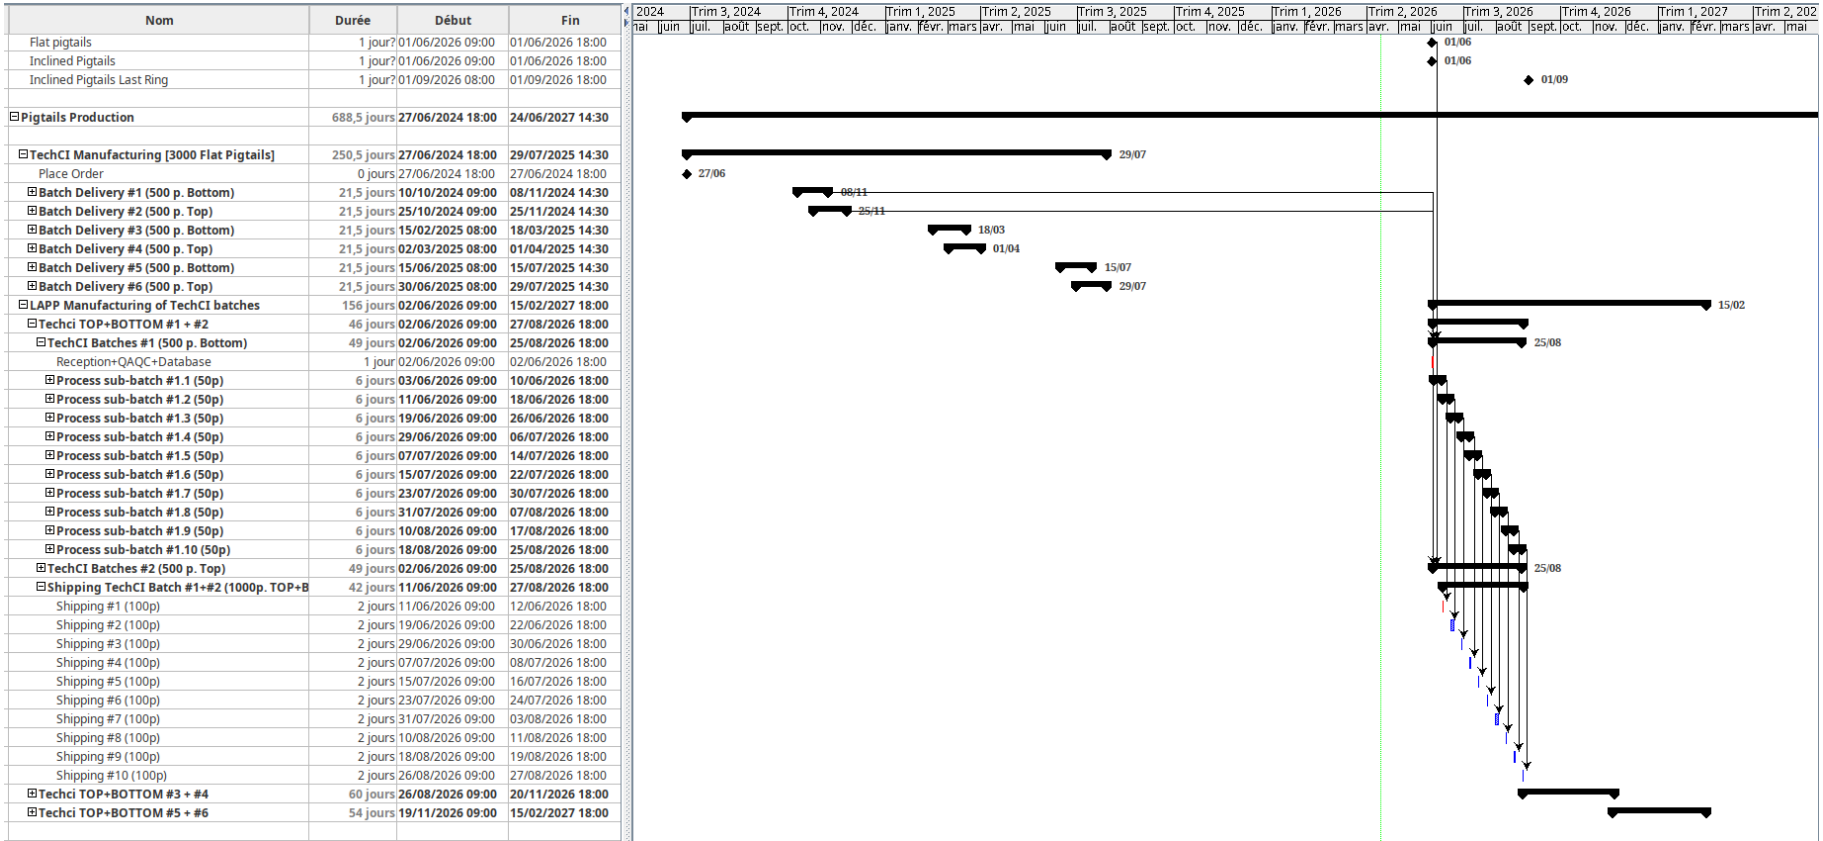 Nom Durée Début Fin
2024 Trim 3, 2024 Trim 4, 2024 Trim 1, 2025 Trim 2, 2025 Trim 3, 2025 Trim 4, 2025 Trim 1, 2026 Trim 2, 2026 Trim 3, 2026 Trim 4, 2026 Trim 1, 2027 Trim 2, 202
nai juin juil. août sept. oct. nov. déc. janv. févr. mars avr. mai juin juil. août sept. oct. nov. déc. janv. févr. mars avr. mai juin juil. août sept. oct. nov. déc. janv. févr. mars avr. mai
Flat pigtails 1 jour? 01/06/2026 09:00 01/06/2026 18:00 01/06
Inclined Pigtails 1 jour? 01/06/2026 09:00 01/06/2026 18:00 01/06
Inclined Pigtails Last Ring 1 jour? 01/09/2026 08:00 01/09/2026 18:00 01/09
Pigtails Production 688,5 jours 27/06/2024 18:00 24/06/2027 14:30
TechCI Manufacturing [3000 Flat Pigtails] 250,5 jours 27/06/2024 18:00 29/07/2025 14:30 29/07
Place Order 0 jours 27/06/2024 18:00 27/06/2024 18:00 27/06
Batch Delivery #1 (500 p. Bottom) 21,5 jours 10/10/2024 09:00 08/11/2024 14:30 08/11
Batch Delivery #2 (500 p. Top) 21,5 jours 25/10/2024 09:00 25/11/2024 14:30 25/11
Batch Delivery #3 (500 p. Bottom) 21,5 jours 15/02/2025 08:00 18/03/2025 14:30 18/03
Batch Delivery #4 (500 p. Top) 21,5 jours 02/03/2025 08:00 01/04/2025 14:30 01/04
Batch Delivery #5 (500 p. Bottom) 21,5 jours 15/06/2025 08:00 15/07/2025 14:30 15/07
Batch Delivery #6 (500 p. Top) 21,5 jours 30/06/2025 08:00 29/07/2025 14:30 29/07
LAPP Manufacturing of TechCI batches 156 jours 02/06/2026 09:00 15/02/2027 18:00 15/02
Techci TOP+BOTTOM #1 + #2 46 jours 02/06/2026 09:00 27/08/2026 18:00
TechCI Batches #1 (500 p. Bottom) 49 jours 02/06/2026 09:00 25/08/2026 18:00 25/08
Reception+QAQC+Database 1 jour 02/06/2026 09:00 02/06/2026 18:00
Process sub-batch #1.1 (50p) 6 jours 03/06/2026 09:00 10/06/2026 18:00
Process sub-batch #1.2 (50p) 6 jours 11/06/2026 09:00 18/06/2026 18:00
Process sub-batch #1.3 (50p) 6 jours 19/06/2026 09:00 26/06/2026 18:00
Process sub-batch #1.4 (50p) 6 jours 29/06/2026 09:00 06/07/2026 18:00
Process sub-batch #1.5 (50p) 6 jours 07/07/2026 09:00 14/07/2026 18:00
Process sub-batch #1.6 (50p) 6 jours 15/07/2026 09:00 22/07/2026 18:00
Process sub-batch #1.7 (50p) 6 jours 23/07/2026 09:00 30/07/2026 18:00
Process sub-batch #1.8 (50p) 6 jours 31/07/2026 09:00 07/08/2026 18:00
Process sub-batch #1.9 (50p) 6 jours 10/08/2026 09:00 17/08/2026 18:00
Process sub-batch #1.10 (50p) 6 jours 18/08/2026 09:00 25/08/2026 18:00
TechCI Batches #2 (500 p. Top) 49 jours 02/06/2026 09:00 25/08/2026 18:00 25/08
Shipping TechCI Batch #1+#2 (1000p. TOP+B 42 jours 11/06/2026 09:00 27/08/2026 18:00
Shipping #1 (100p) 2 jours 11/06/2026 09:00 12/06/2026 18:00
Shipping #2 (100p) 2 jours 19/06/2026 09:00 22/06/2026 18:00
Shipping #3 (100p) 2 jours 29/06/2026 09:00 30/06/2026 18:00
Shipping #4 (100p) 2 jours 07/07/2026 09:00 08/07/2026 18:00
Shipping #5 (100p) 2 jours 15/07/2026 09:00 16/07/2026 18:00
Shipping #6 (100p) 2 jours 23/07/2026 09:00 24/07/2026 18:00
Shipping #7 (100p) 2 jours 31/07/2026 09:00 03/08/2026 18:00
Shipping #8 (100p) 2 jours 10/08/2026 09:00 11/08/2026 18:00
Shipping #9 (100p) 2 jours 18/08/2026 09:00 19/08/2026 18:00
Shipping #10 (100p) 2 jours 26/08/2026 09:00 27/08/2026 18:00
Techci TOP+BOTTOM #3 + #4 60 jours 26/08/2026 09:00 20/11/2026 18:00
Techci TOP+BOTTOM #5 + #6 54 jours 19/11/2026 09:00 15/02/2027 18:00